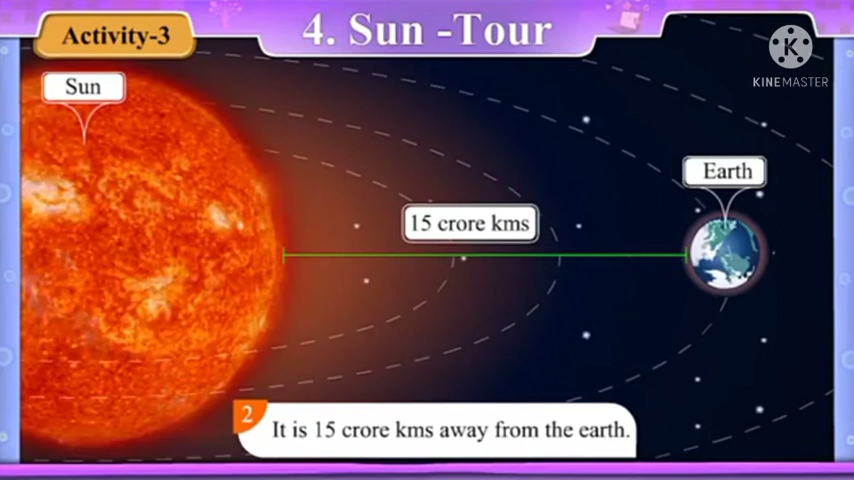 Activity-3
4. Sun -Tour
KINEMASTER
Sun
Earth
15 crore kms
2
It is 15 crore kms away from the earth.